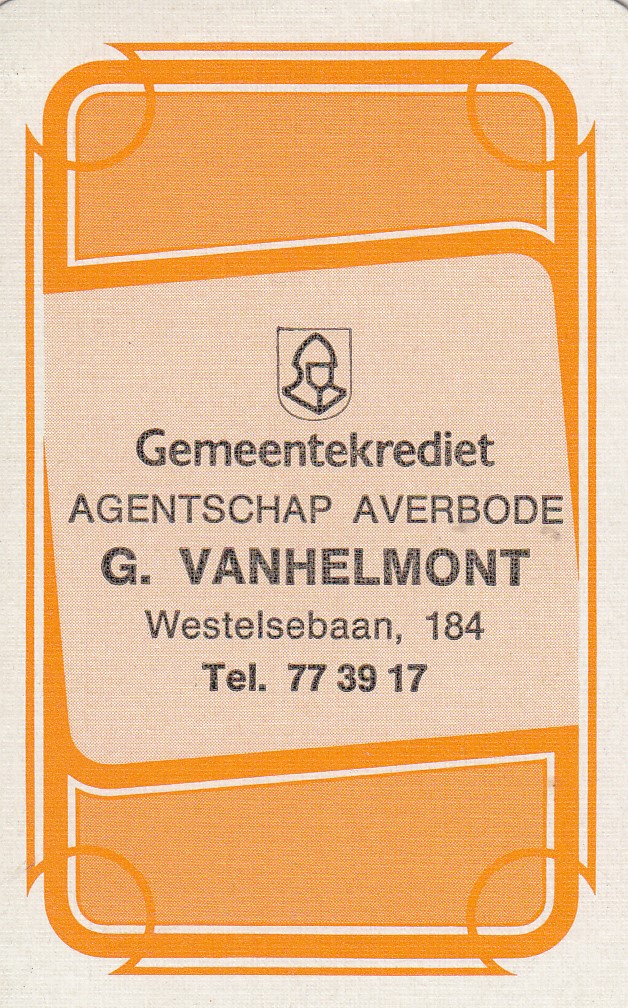 Gemeentekrediet
AGENTSCHAP AVERBODE
G. VANHELMONT
Westelsebaan, 184
Tel. 77 39 17